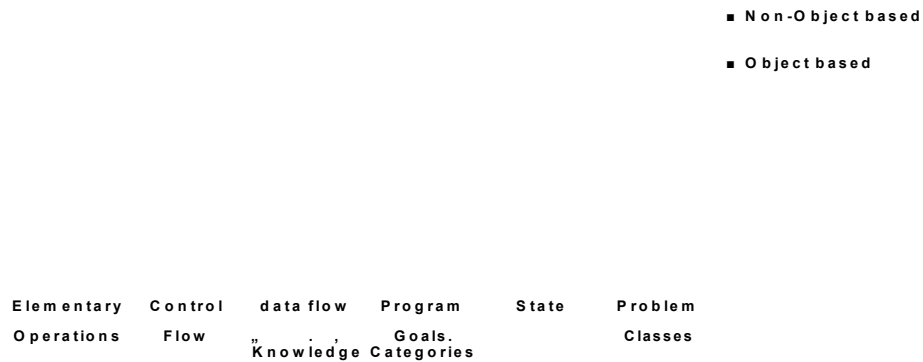 ■ Non-Object based
■ Object based
Elementary Control data flow Program State Problem
Operations Flow „ . , Goals. Classes
Knowledge Categories